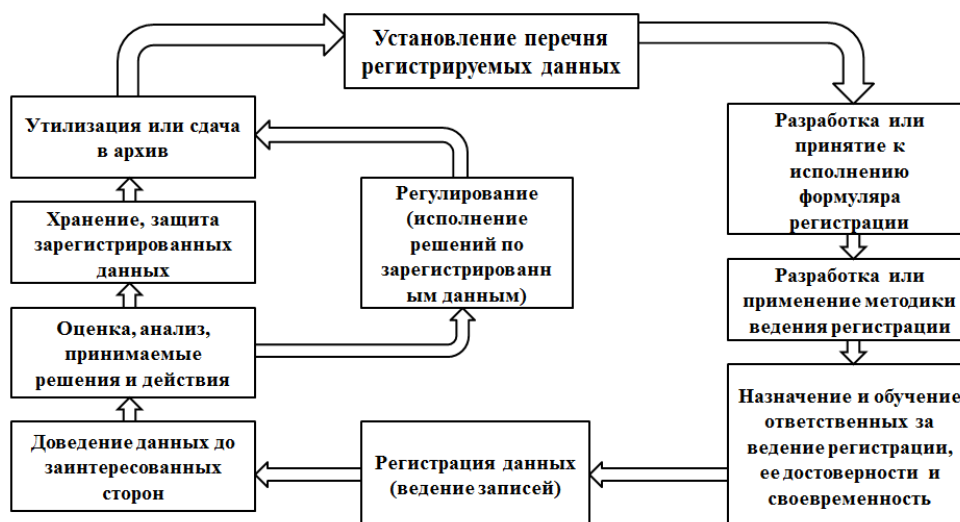 Установление перечня
регистрируемых данных
Разработка или
принятие к
исполнению
формуляра
регистрации
Разработка или
применение методики
ведения регистрации
Назначение и обучение
ответственных за
ведение регистрации,
ее достоверности и
своевременность
Регистрация данных
(ведение записей)
Доведение данных до
заинтересованных
сторон
Оценка, анализ,
принимаемые
решения и действия
Регулирование
(исполнение
решений по
зарегистрированн
ым данным)
Хранение, защита
зарегистрированных
данных
Утилизация или сдача
в архив